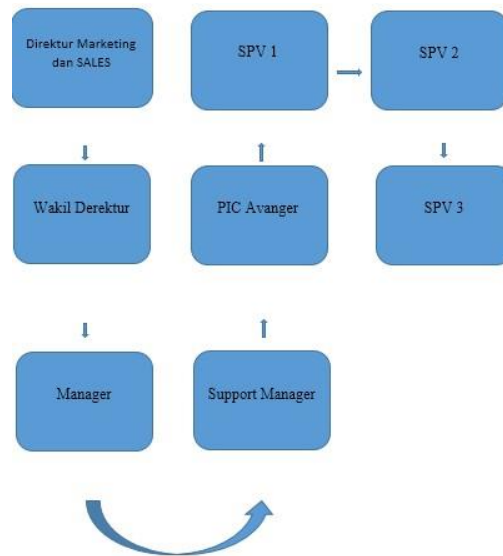 Direktur Marketing
dan SALES
SPV 1
SPV 2
Wakil Derektur
PIC Avanger
SPV 3
Manager
Support Manager